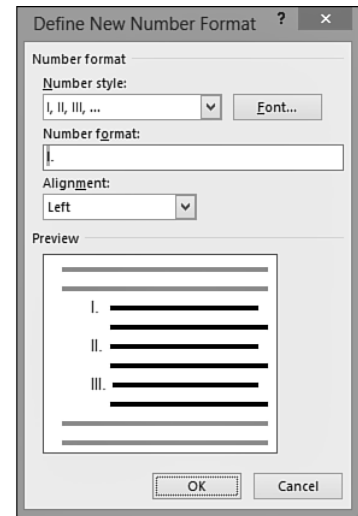 Define New Number Format ? ×
Number format
Number style:
I, II, III, ...
Font...
Number format:
I.
Alignment:
Left
Preview
I.
II.
III.
OK Cancel